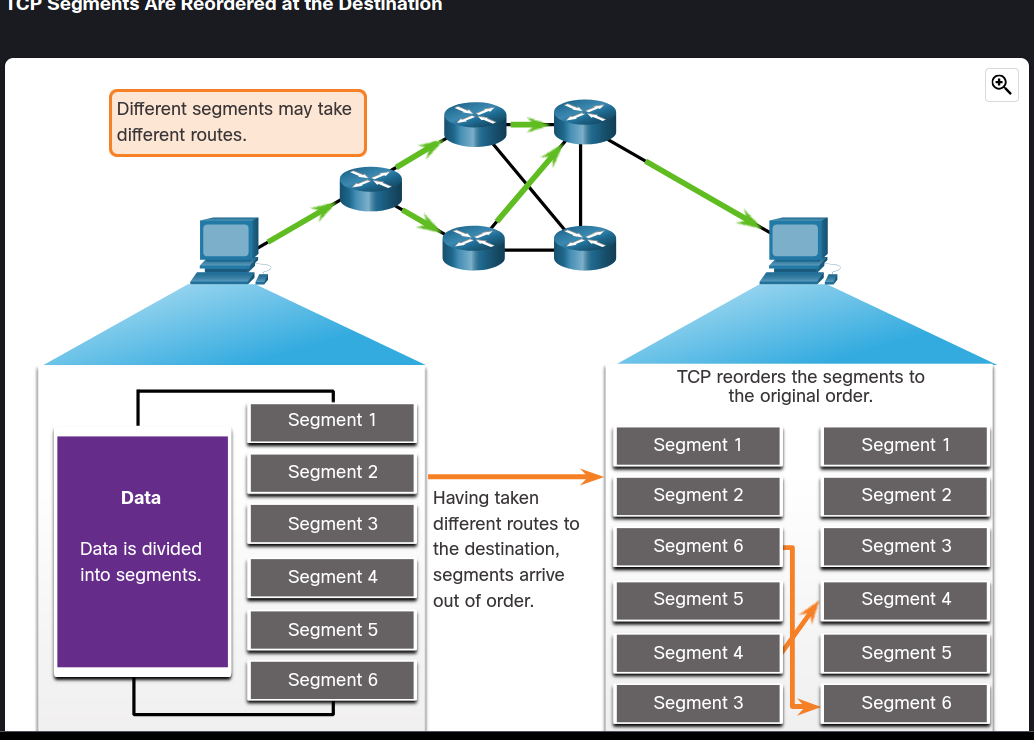 TCP Segments Are Reordered at the Destination
Different segments may take
different routes.
Data
Data is divided
into segments.
Segment 1
Segment 2
Segment 3
Segment 4
Segment 5
Segment 6
Having taken
different routes to
the destination,
segments arrive
out of order.
TCP reorders the segments to
the original order.
Segment 1
Segment 2
Segment 6
Segment 5
Segment 4
Segment 3
Segment 1
Segment 2
Segment 3
Segment 4
Segment 5
Segment 6